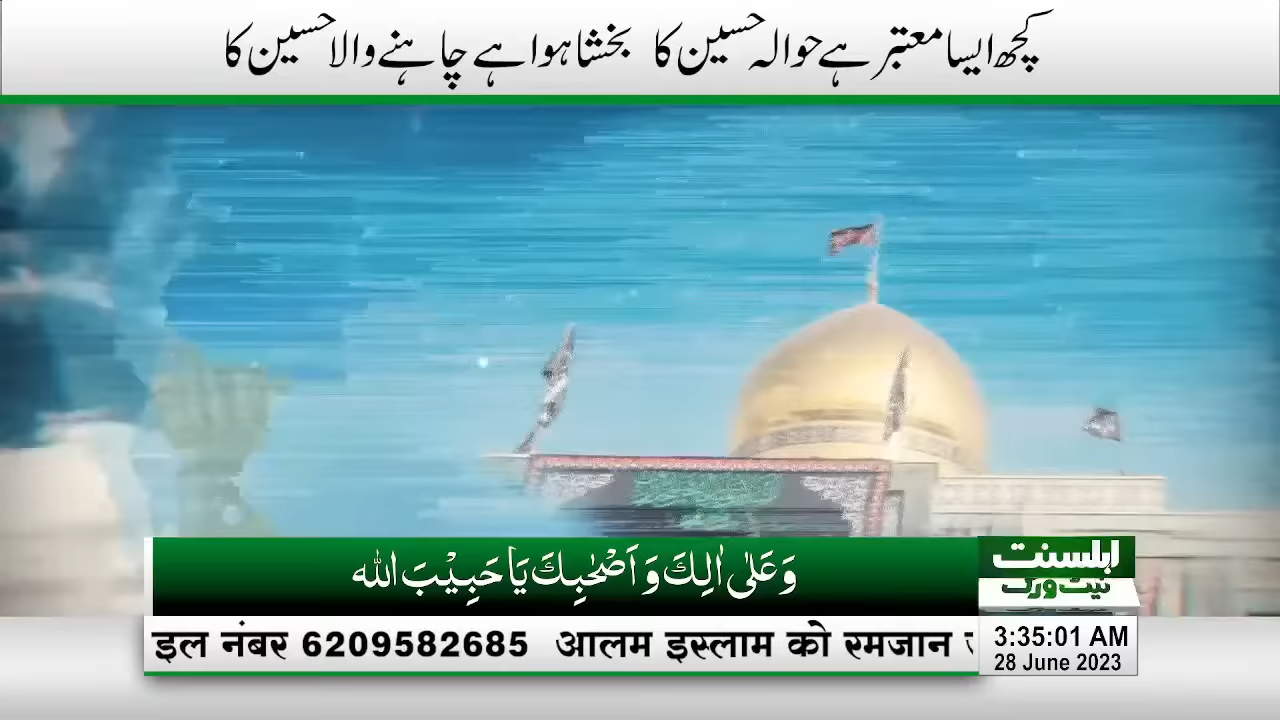 کچھ ایسا معتبر ہے حوالہ حسین کا بخشا ہوا ہے چاہنے والا حسین کا
وَعَلٰی اٰلِكَ وَ اَصْحٰبِكَ یَا حَبِیْبَ اللہ
اہلسنت
نیٹ ورک
इल नंबर 6209582685 आलम इस्लाम को रमजान
3:35:01 AM
28 June 2023